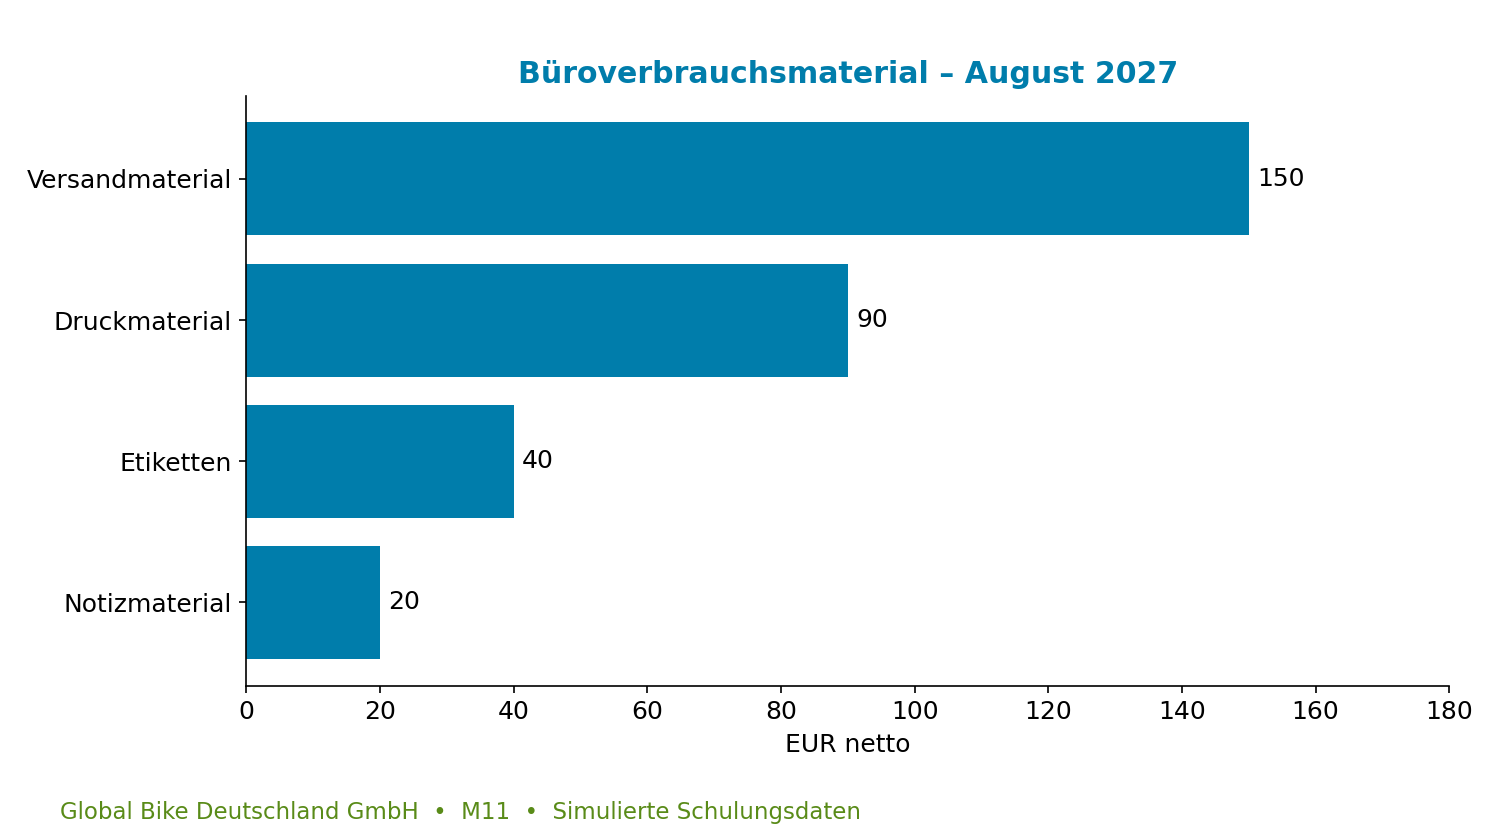 Büroverbrauchsmaterial – August 2027
Versandmaterial 150
Druckmaterial 90
Etiketten 40
Notizmaterial 20
0 20 40 60 80 100 120 140 160 180
EUR netto
Global Bike Deutschland GmbH • M11 • Simulierte Schulungsdaten